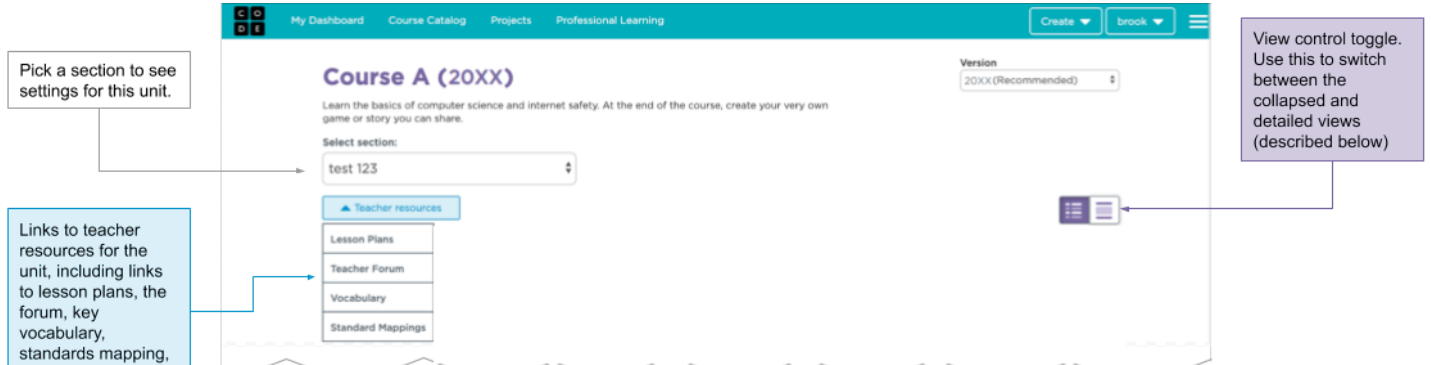 C O
D E
My Dashboard Course Catalog Projects Professional Learning Create brook
Pick a section to see
settings for this unit.
Course A (20XX)
Learn the basics of computer science and internet safety. At the end of the course, create your very own
game or story you can share.
Select section:
test 123
Version
20XX(Recommended)
View control toggle.
Use this to switch
between the
collapsed and
detailed views
(described below)
Teacher resources
Lesson Plans
Teacher Forum
Vocabulary
Standard Mappings
Links to teacher
resources for the
unit, including links
to lesson plans, the
forum, key
vocabulary,
standards mapping,